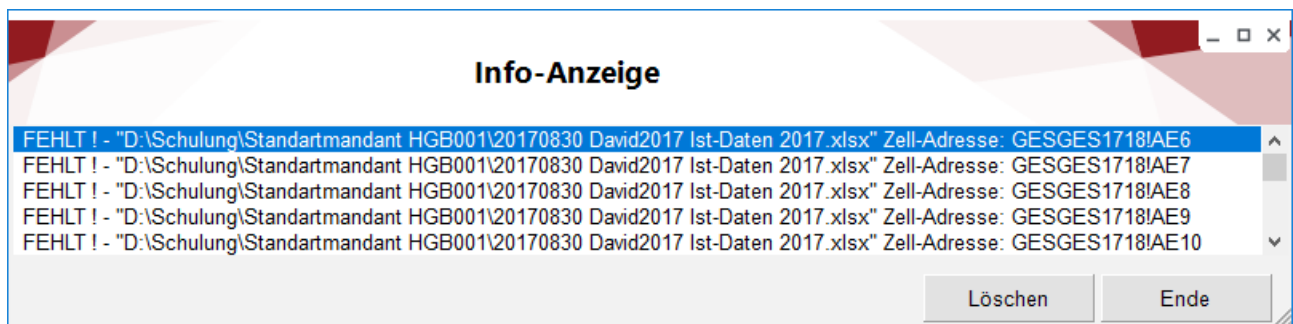 Info-Anzeige
FEHLT ! - "D:\Schulung\Standartmandant HGB001\20170830 David2017 Ist-Daten 2017.xlsx" Zell-Adresse: GESGES1718!AE6
FEHLT ! - "D:\Schulung\Standartmandant HGB001\20170830 David2017 Ist-Daten 2017.xlsx" Zell-Adresse: GESGES1718!AE7
FEHLT ! - "D:\Schulung\Standartmandant HGB001\20170830 David2017 Ist-Daten 2017.xlsx" Zell-Adresse: GESGES1718!AE8
FEHLT ! - "D:\Schulung\Standartmandant HGB001\20170830 David2017 Ist-Daten 2017.xlsx" Zell-Adresse: GESGES1718!AE9
FEHLT ! - "D:\Schulung\Standartmandant HGB001\20170830 David2017 Ist-Daten 2017.xlsx" Zell-Adresse: GESGES1718!AE10
Löschen Ende